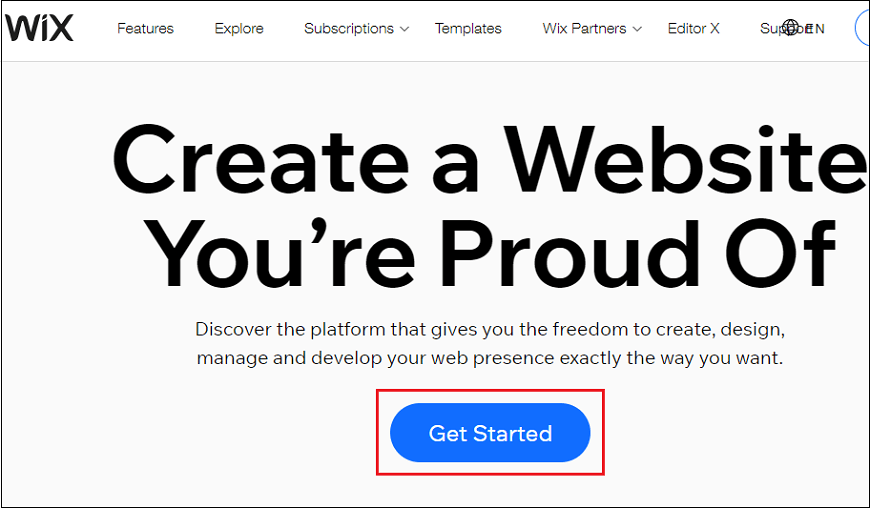 WiX Features Explore Subscriptions Templates Wix Partners Editor X Support EN
Create a Website
You’re Proud Of
Discover the platform that gives you the freedom to create, design,
manage and develop your web presence exactly the way you want.
Get Started